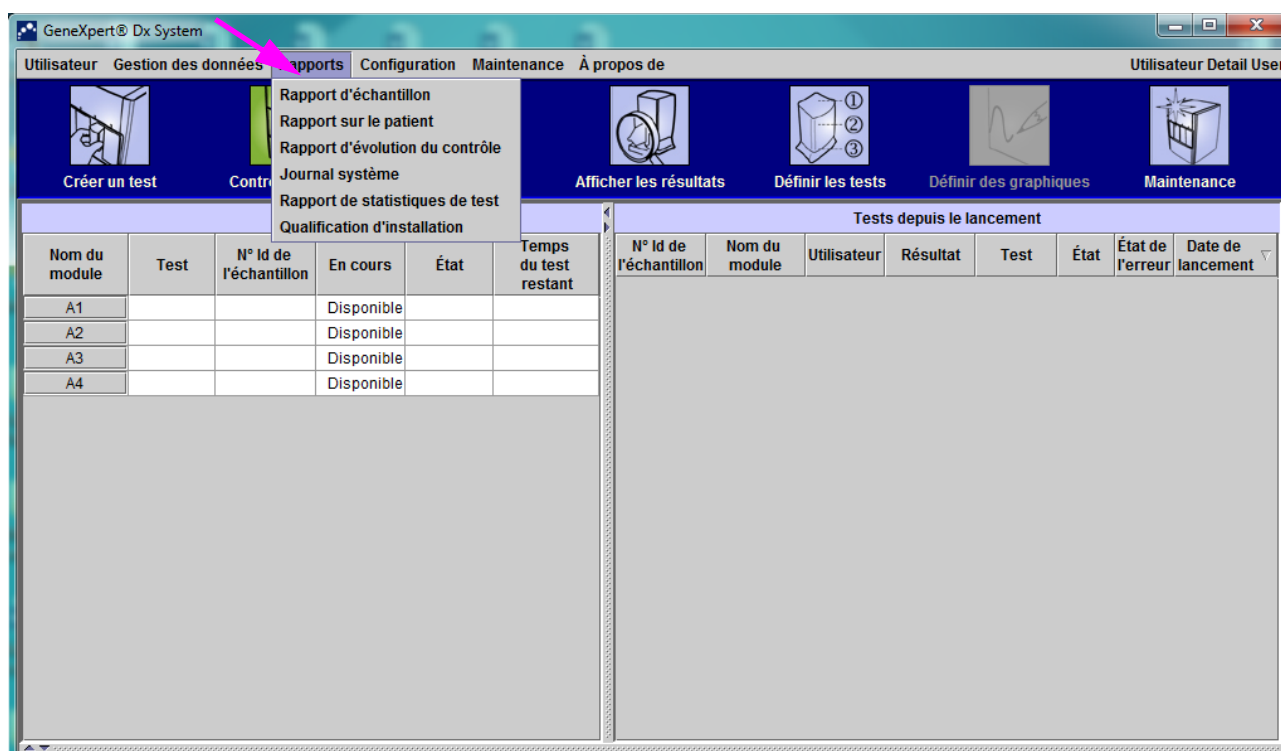 GeneXpert® Dx System
Utilisateur Gestion des données Rapports Configuration Maintenance À propos de Utilisateur Detail User
Rapport d'échantillon
Rapport sur le patient
Rapport d'évolution du contrôle
Journal système
Rapport de statistiques de test
Qualification d'installation
①
②
③
Créer un test Afficher les résultats Définir les tests Définir des graphiques Maintenance
Tests depuis le lancement
Nom du module Test N° Id de l'échantillon En cours État Temps du test restant
N° Id de l'échantillon Nom du module Utilisateur Résultat Test État État de l'erreur Date de lancement
A1 Disponible
A2 Disponible
A3 Disponible
A4 Disponible